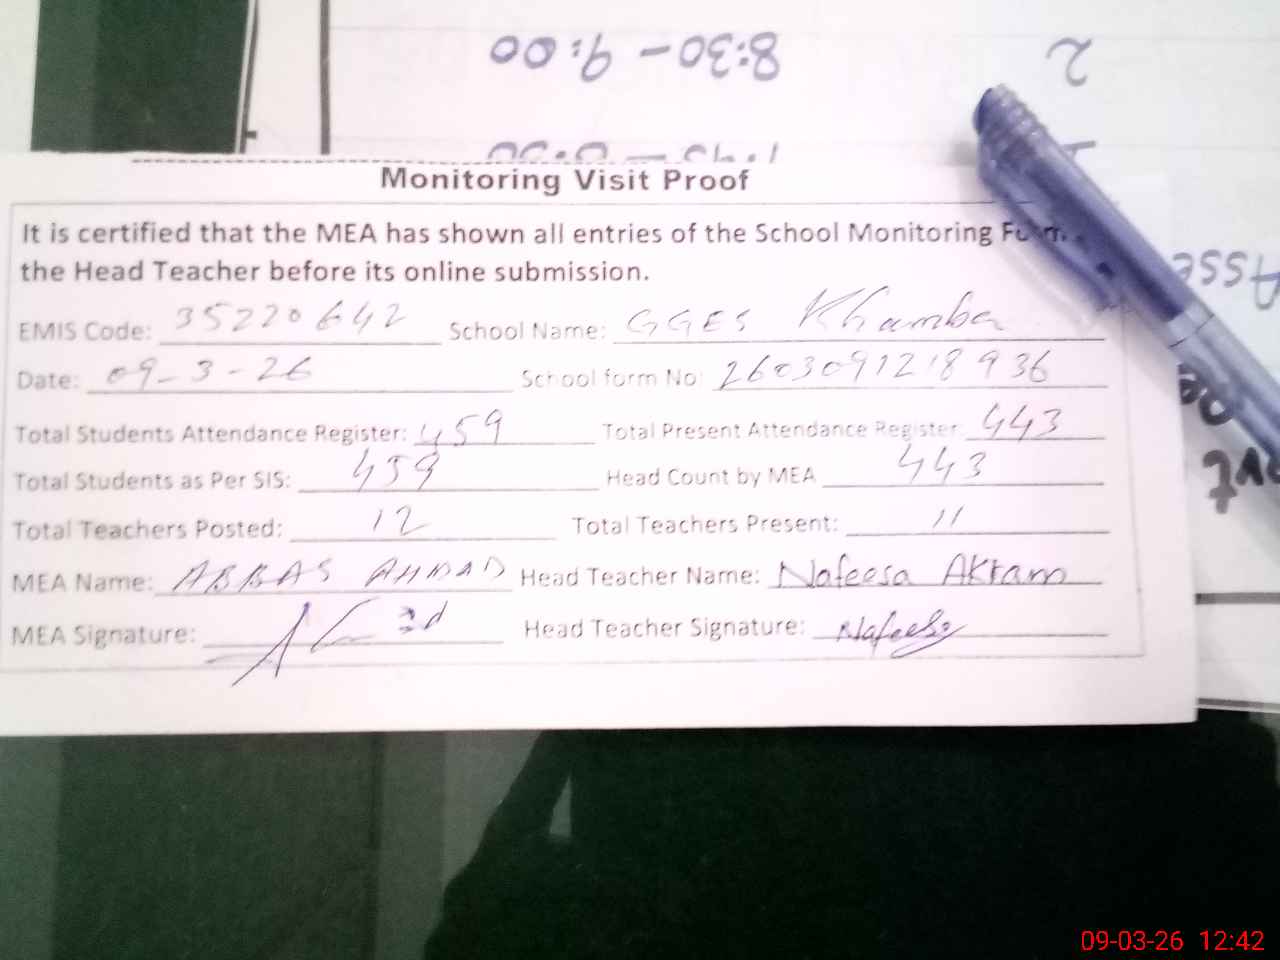 8:30 - 9:00
2
Monitoring Visit Proof
It is certified that the MEA has shown all entries of the School Monitoring Form
the Head Teacher before its online submission.
EMIS Code: 35220642 School Name: GGES Khamba
Date: 09-3-26 School form No: 2603091218936
Total Students Attendance Register: 459 Total Present Attendance Register: 443
Total Students as Per SIS: 459 Head Count by MEA 443
Total Teachers Posted: 12 Total Teachers Present: 11
MEA Name: ABBAS AHMAD Head Teacher Name: Nafeesa Akram
MEA Signature: Head Teacher Signature: Nafeesa
Asse
09-03-26 12:42